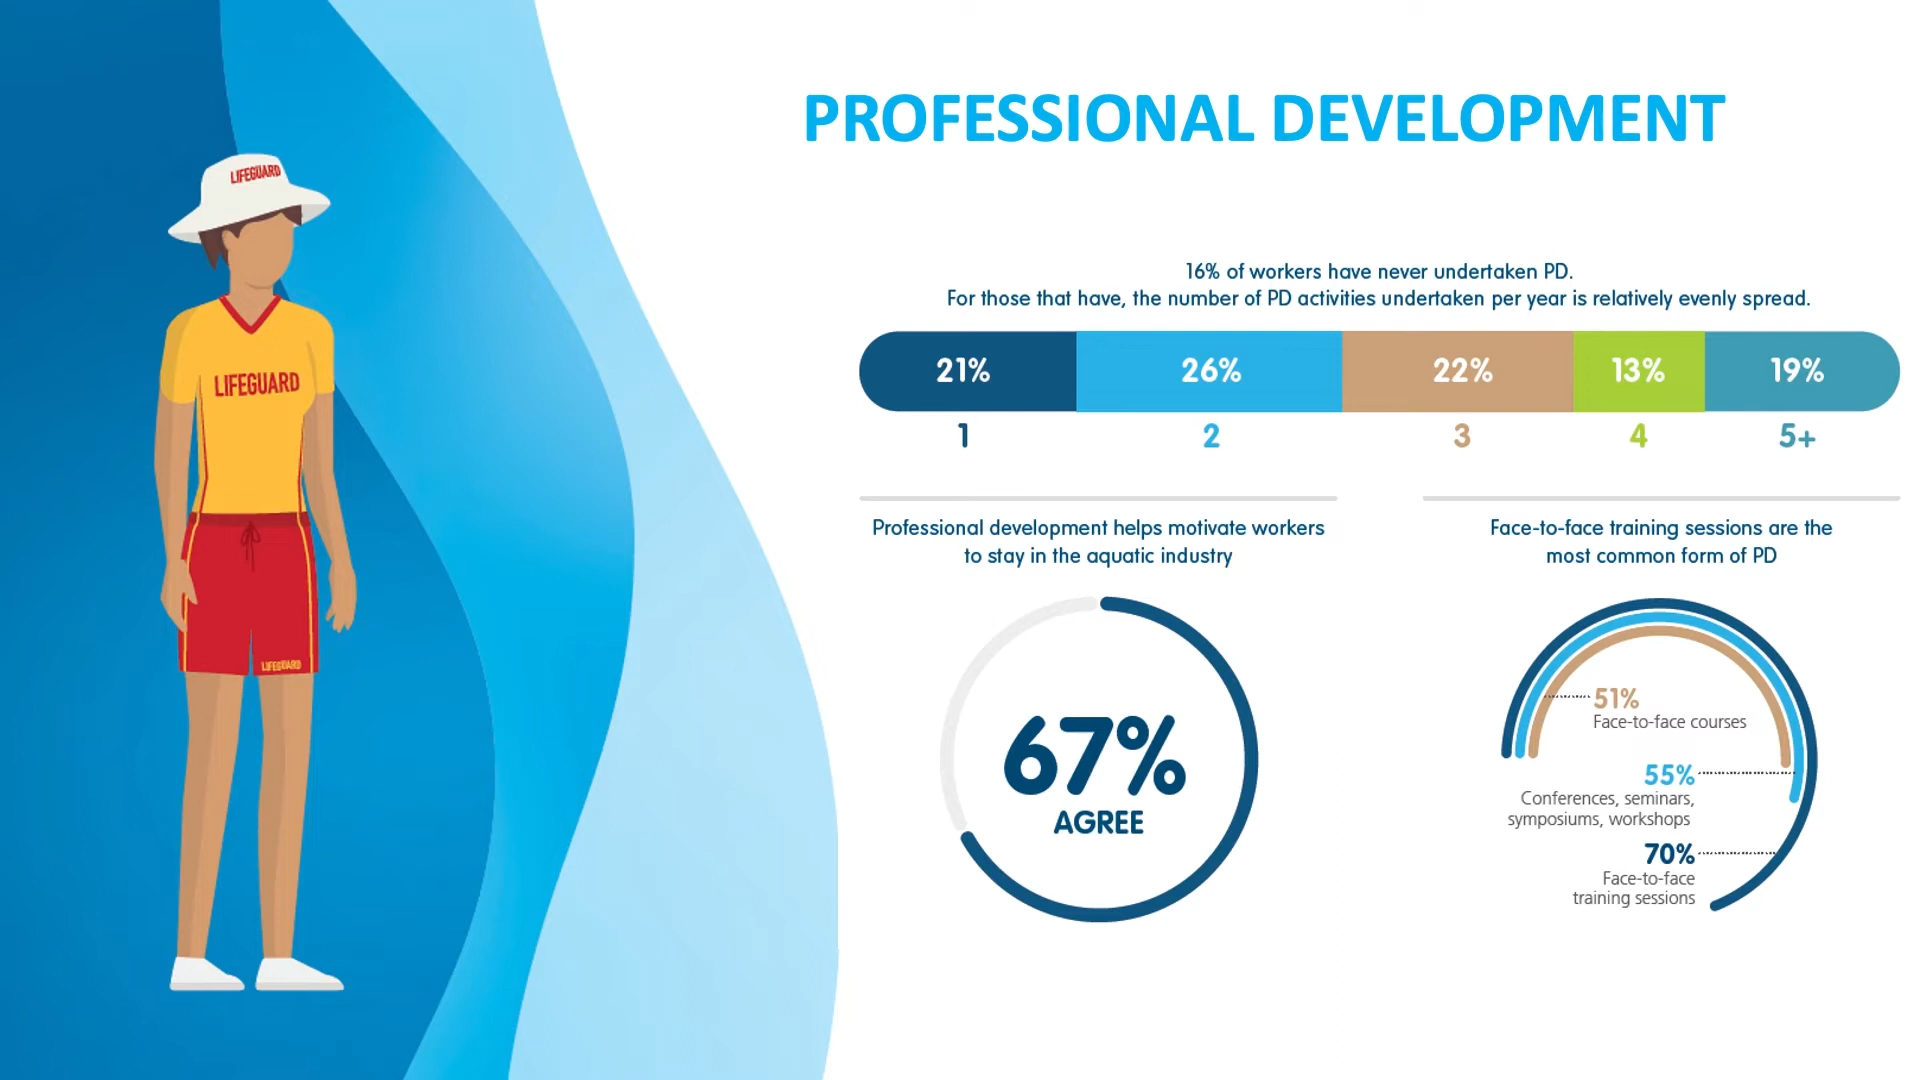 PROFESSIONAL DEVELOPMENT
LIFEGUARD
LIFEGUARD
LIFEGUARD
16% of workers have never undertaken PD.
For those that have, the number of PD activities undertaken per year is relatively evenly spread.
21% 26% 22% 13% 19%
1 2 3 4 5+
Professional development helps motivate workers
to stay in the aquatic industry
67%
AGREE
Face-to-face training sessions are the
most common form of PD
51%
Face-to-face courses
55%
Conferences, seminars,
symposiums, workshops
70%
Face-to-face
training sessions